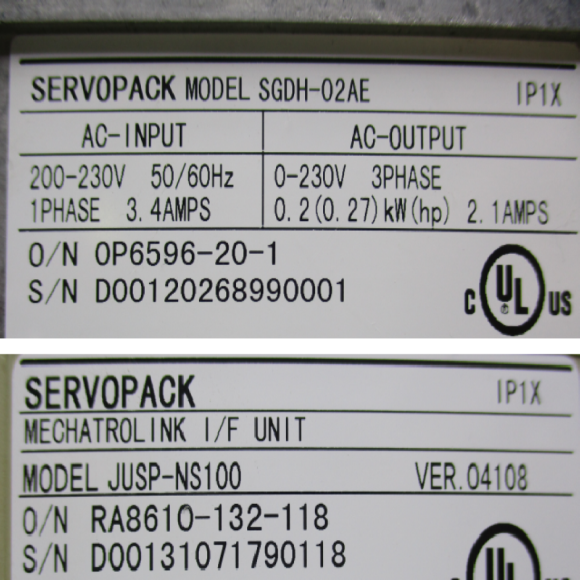 SERVOPACK MODEL SGDH-02AE IP1X
AC-INPUT AC-OUTPUT
200-230V 50/60Hz 0-230V 3PHASE
1PHASE 3.4AMPS 0.2(0.27)kW(hp) 2.1AMPS
O/N OP6596-20-1
S/N D00120268990001
C UL US
SERVOPACK IP1X
MECHATROLINK I/F UNIT
MODEL JUSP-NS100 VER.04108
O/N RA8610-132-118
S/N D00131071790118